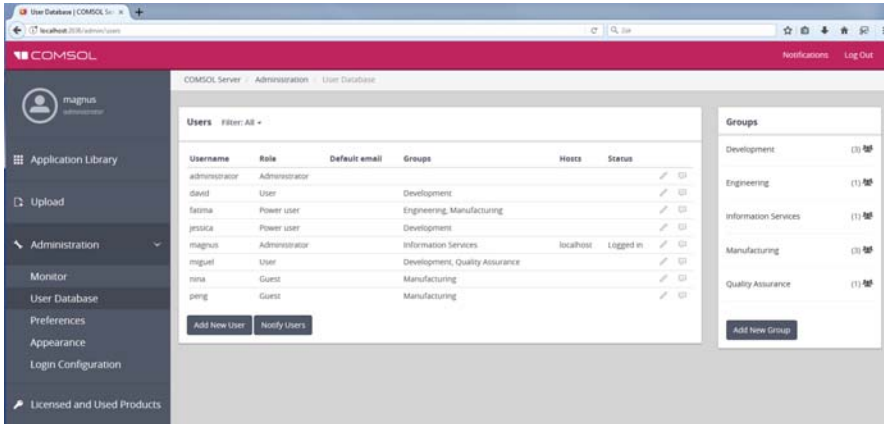 User Database | COMSOL Se
localhost:2036/admin/users
COMSOL
Notifications Log Out
magnus
administrator
COMSOL Server / Administration / User Database
Application Library
Upload
Administration
Monitor
User Database
Preferences
Appearance
Login Configuration
Licensed and Used Products
Users Filter: All
Username Role Default email Groups Hosts Status
administrator Administrator
david User Development
fatima Power user Engineering, Manufacturing
jessica Power user Development
magnus Administrator Information Services localhost Logged in
miguel User Development, Quality Assurance
nina Guest Manufacturing
peng Guest Manufacturing
Add New User Notify Users
Groups
Development (3)
Engineering (1)
Information Services (1)
Manufacturing (3)
Quality Assurance (1)
Add New Group